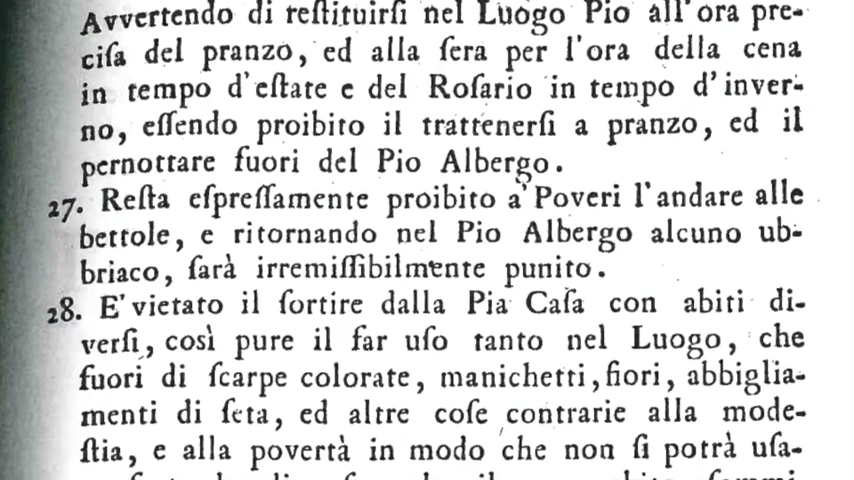 Avvertendo di reſtituirſi nel Luogo Pio all'ora pre-
ciſa del pranzo, ed alla ſera per l'ora della cena
in tempo d'eſtate e del Roſario in tempo d'inver-
no, eſſendo proibito il trattenerſi a pranzo, ed il
pernottare fuori del Pio Albergo.
27. Reſta eſpreſſamente proibito a' Poveri l'andare alle
bettole, e ritornando nel Pio Albergo alcuno ub-
briaco, ſarà irremiſſibilmente punito.
28. E' vietato il ſortire dalla Pia Caſa con abiti di-
verſi, così pure il far uſo tanto nel Luogo, che
fuori di ſcarpe colorate, manichetti, fiori, abbiglia-
menti di ſeta, ed altre coſe contrarie alla mode-
ſtia, e alla povertà in modo che non ſi potrà uſa-